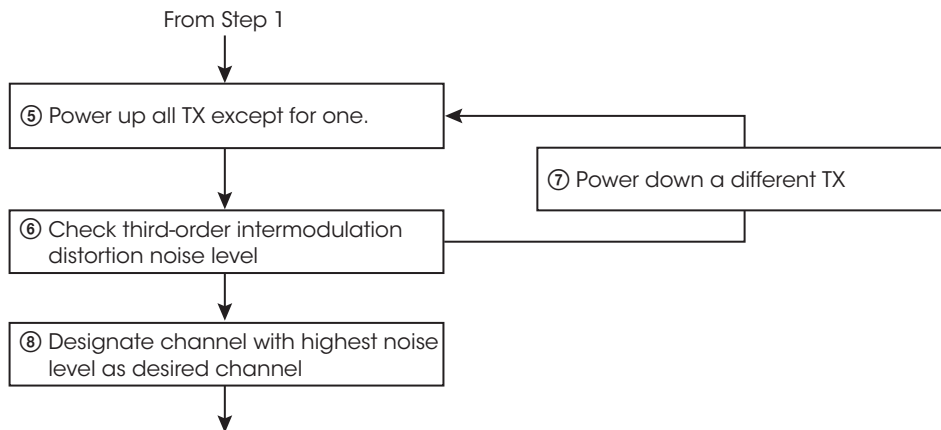 From Step 1
⑤ Power up all TX except for one.
⑦ Power down a different TX
⑥ Check third-order intermodulation
distortion noise level
⑧ Designate channel with highest noise
level as desired channel